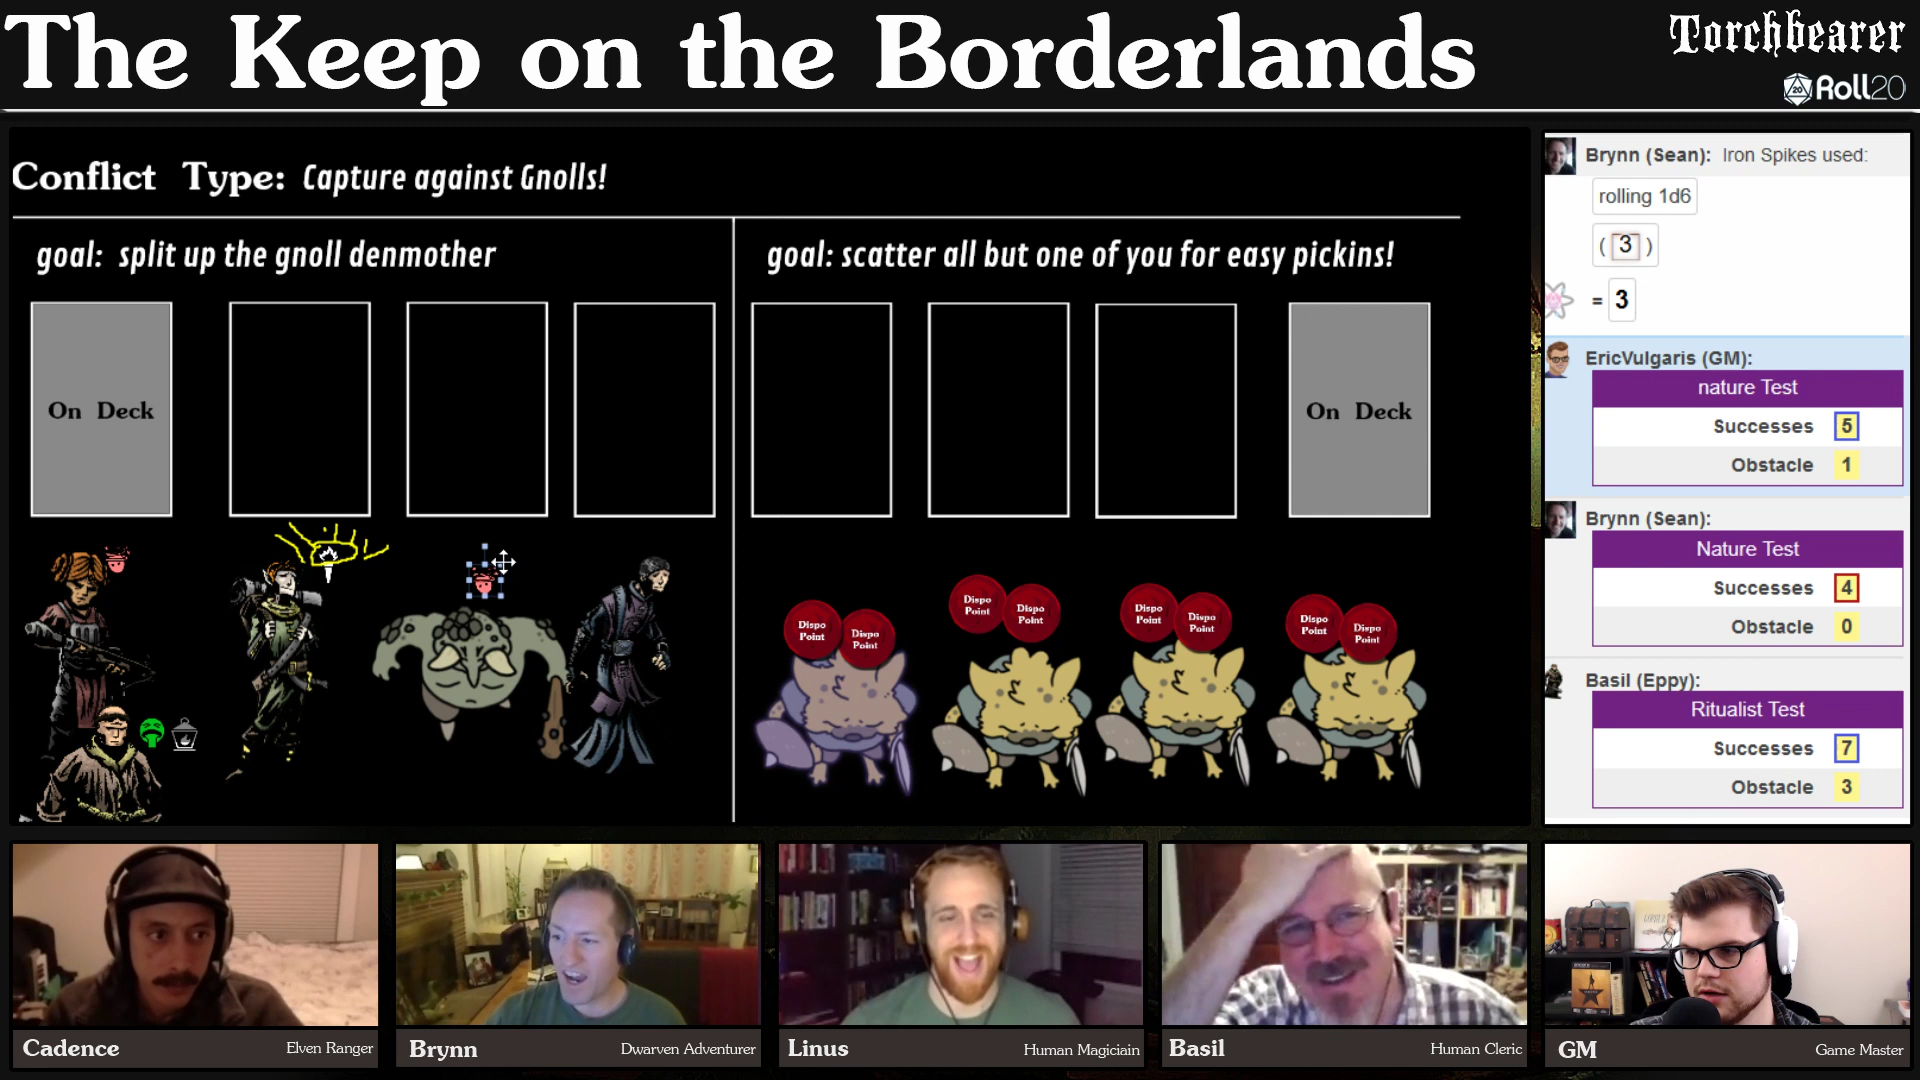 The Keep on the Borderlands
Torchbearer
20
Roll20
Conflict Type: Capture against Gnolls!
goal: split up the gnoll denmother
goal: scatter all but one of you for easy pickins!
On Deck
On Deck
Dispo Point
Dispo Point
Dispo Point
Dispo Point
Dispo Point
Dispo Point
Dispo Point
Dispo Point
Brynn (Sean): Iron Spikes used:
rolling 1d6
( 3 )
= 3
EricVulgaris (GM):
nature Test
Successes 5
Obstacle 1
Brynn (Sean):
Nature Test
Successes 4
Obstacle 0
Basil (Eppy):
Ritualist Test
Successes 7
Obstacle 3
Cadence Elven Ranger
Brynn Dwarven Adventurer
Linus Human Magiciain
Basil Human Cleric
GM Game Master